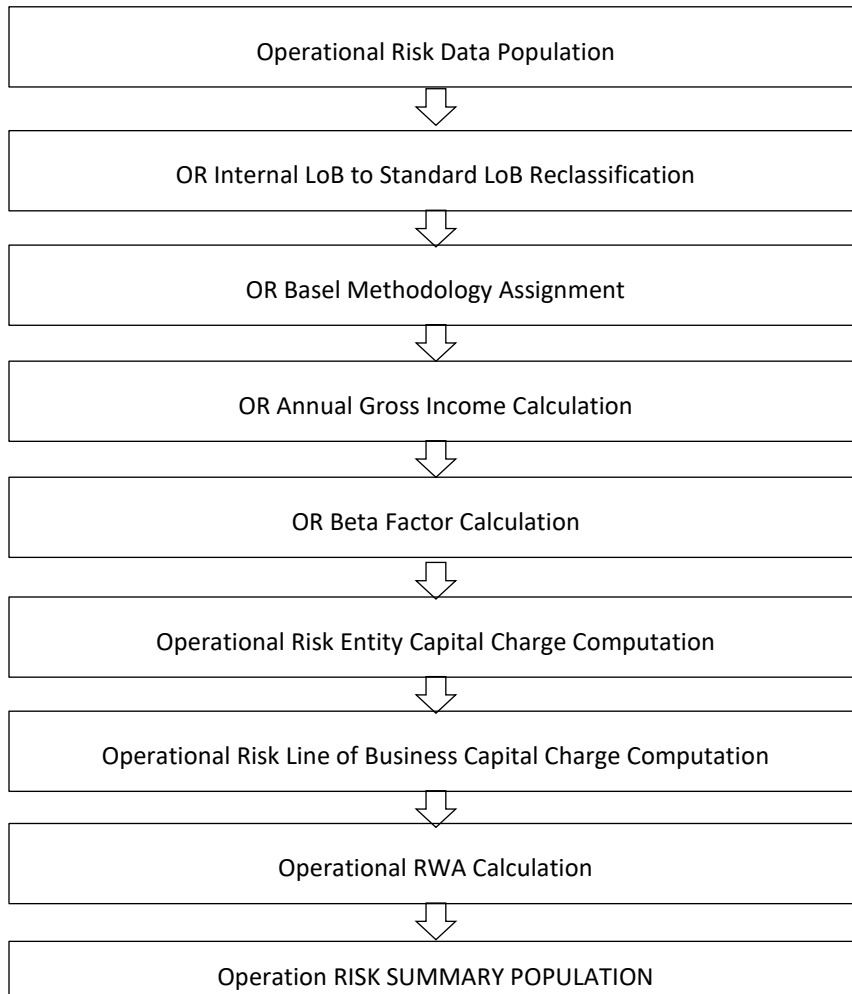 Operational Risk Data Population
OR Internal LoB to Standard LoB Reclassification
OR Basel Methodology Assignment
OR Annual Gross Income Calculation
OR Beta Factor Calculation
Operational Risk Entity Capital Charge Computation
Operational Risk Line of Business Capital Charge Computation
Operational RWA Calculation
Operation RISK SUMMARY POPULATION